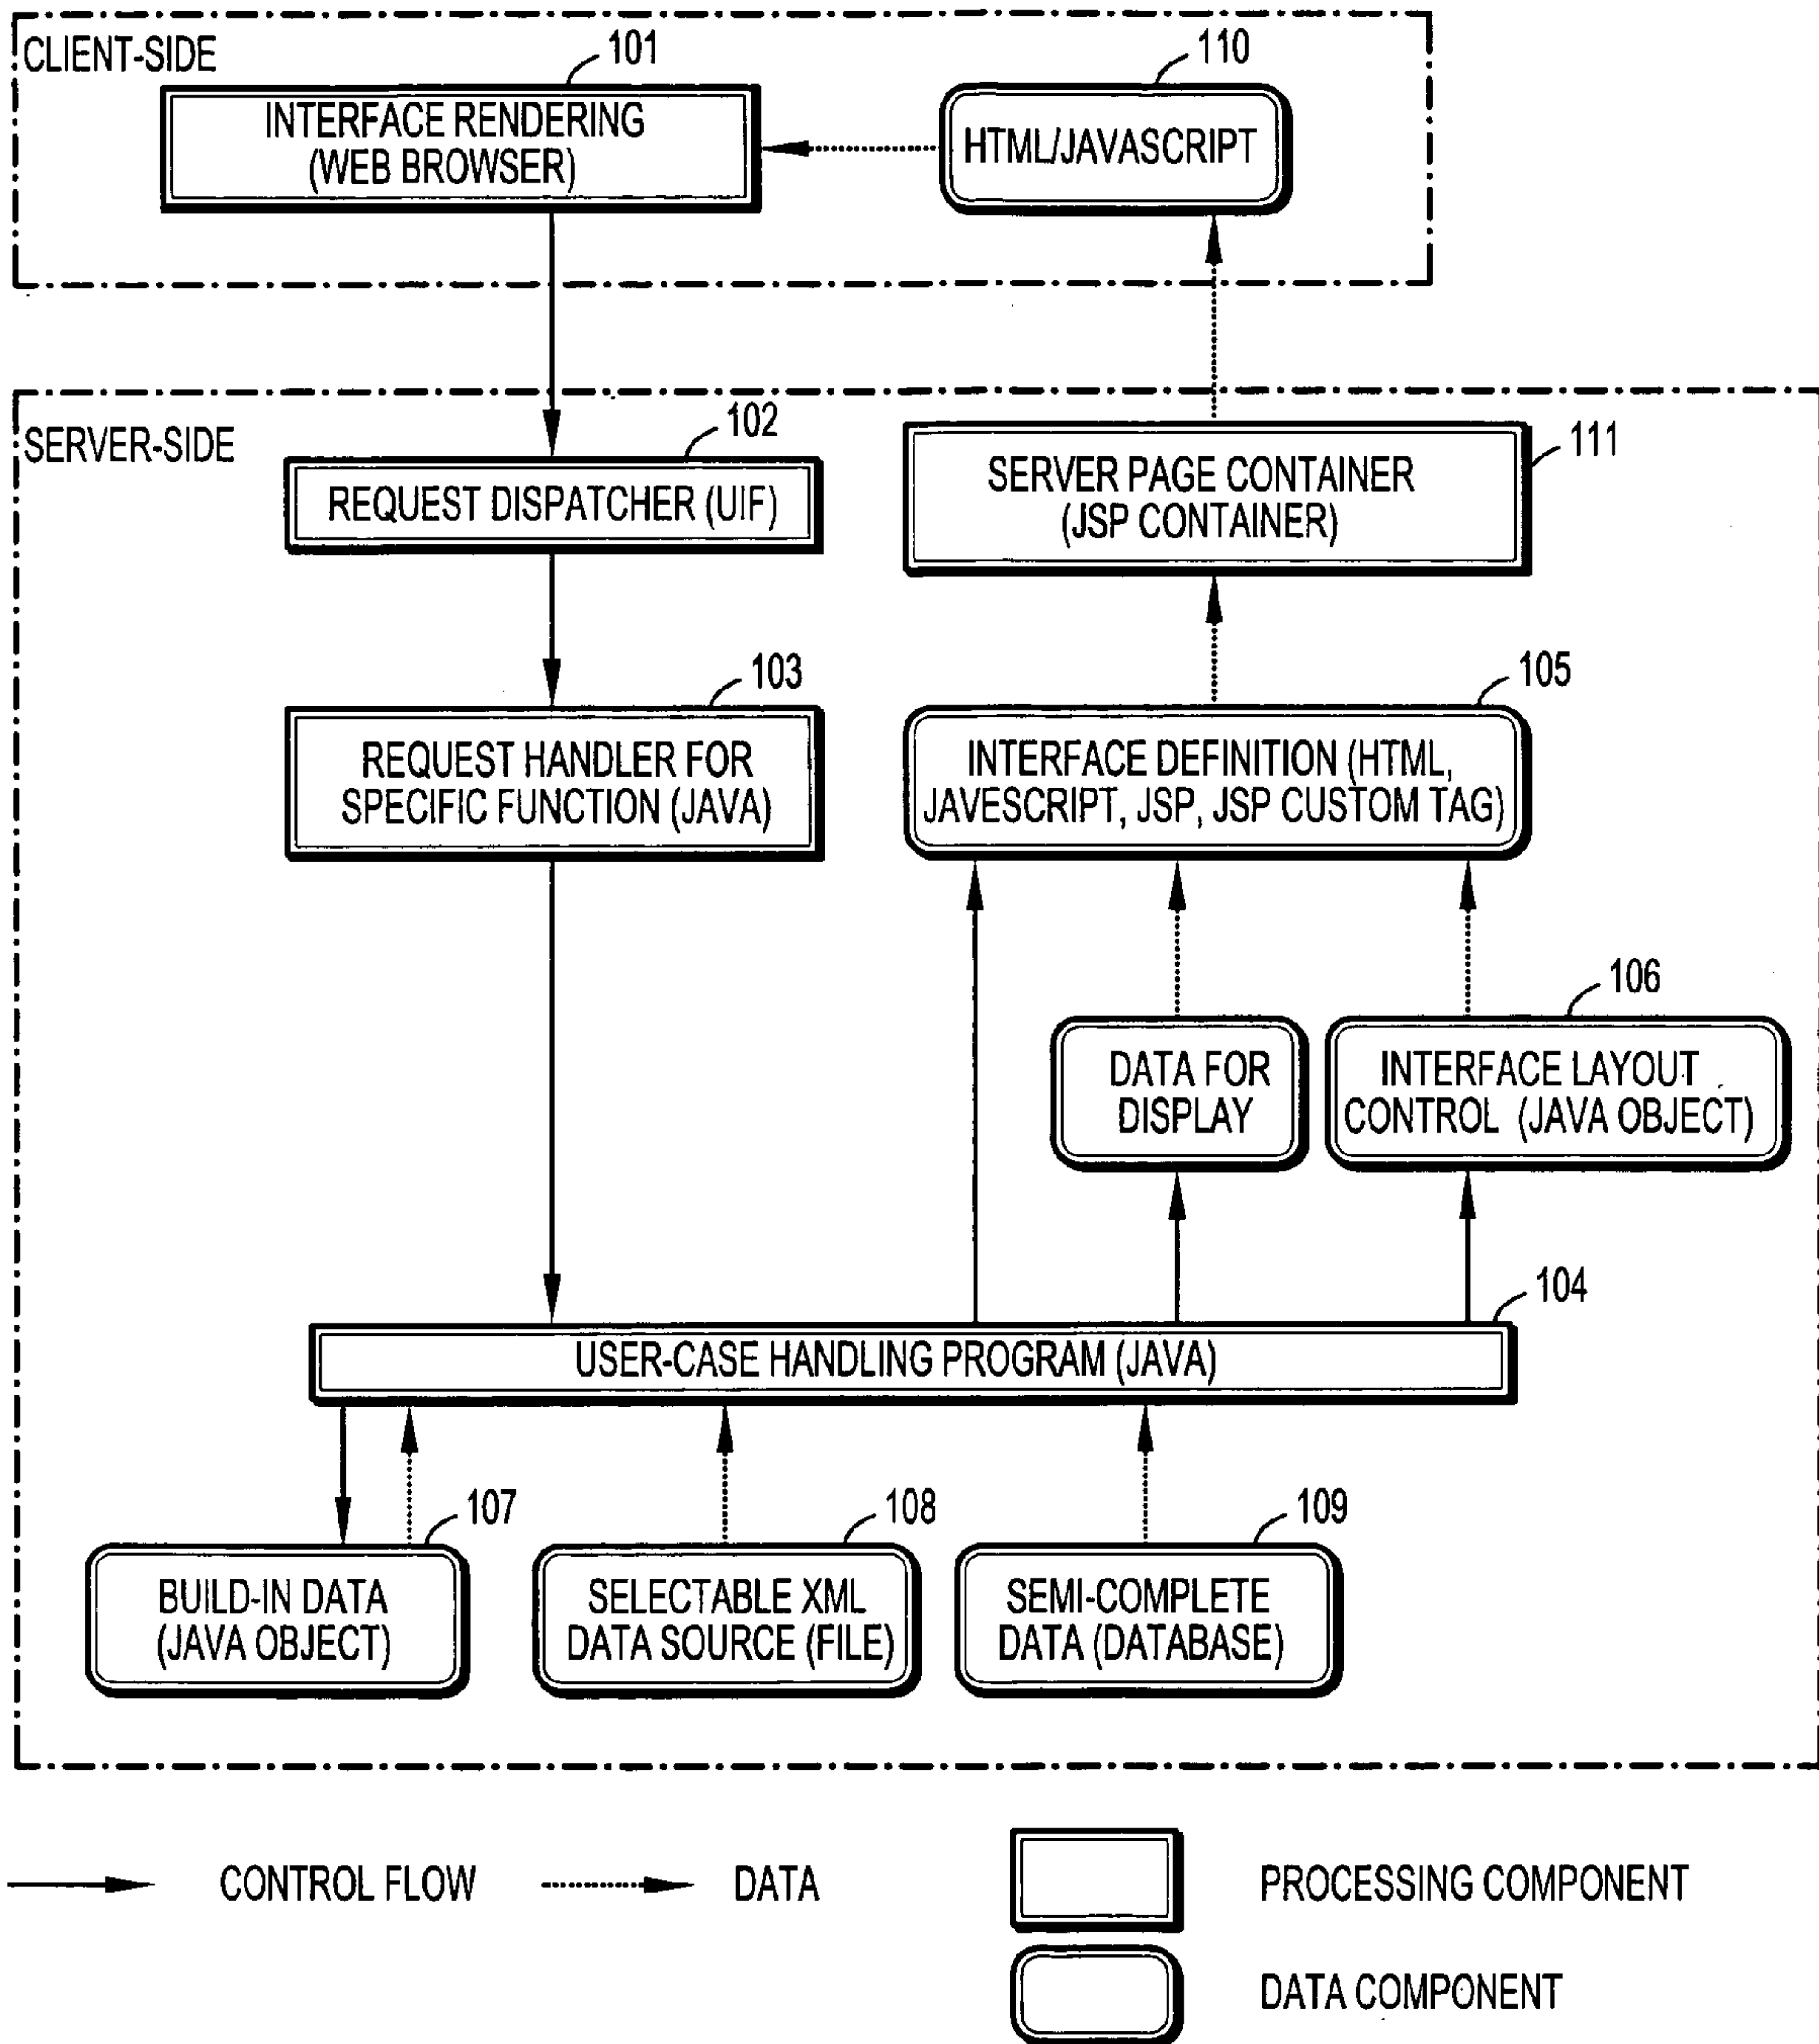 CLIENT-SIDE
101
INTERFACE RENDERING
(WEB BROWSER)
110
HTML/JAVASCRIPT
SERVER-SIDE
102
REQUEST DISPATCHER (UIF)
111
SERVER PAGE CONTAINER
(JSP CONTAINER)
103
REQUEST HANDLER FOR
SPECIFIC FUNCTION (JAVA)
105
INTERFACE DEFINITION (HTML,
JAVESCRIPT, JSP, JSP CUSTOM TAG)
DATA FOR
DISPLAY
106
INTERFACE LAYOUT
CONTROL (JAVA OBJECT)
104
USER-CASE HANDLING PROGRAM (JAVA)
107
BUILD-IN DATA
(JAVA OBJECT)
108
SELECTABLE XML
DATA SOURCE (FILE)
109
SEMI-COMPLETE
DATA (DATABASE)
CONTROL FLOW
DATA
PROCESSING COMPONENT
DATA COMPONENT